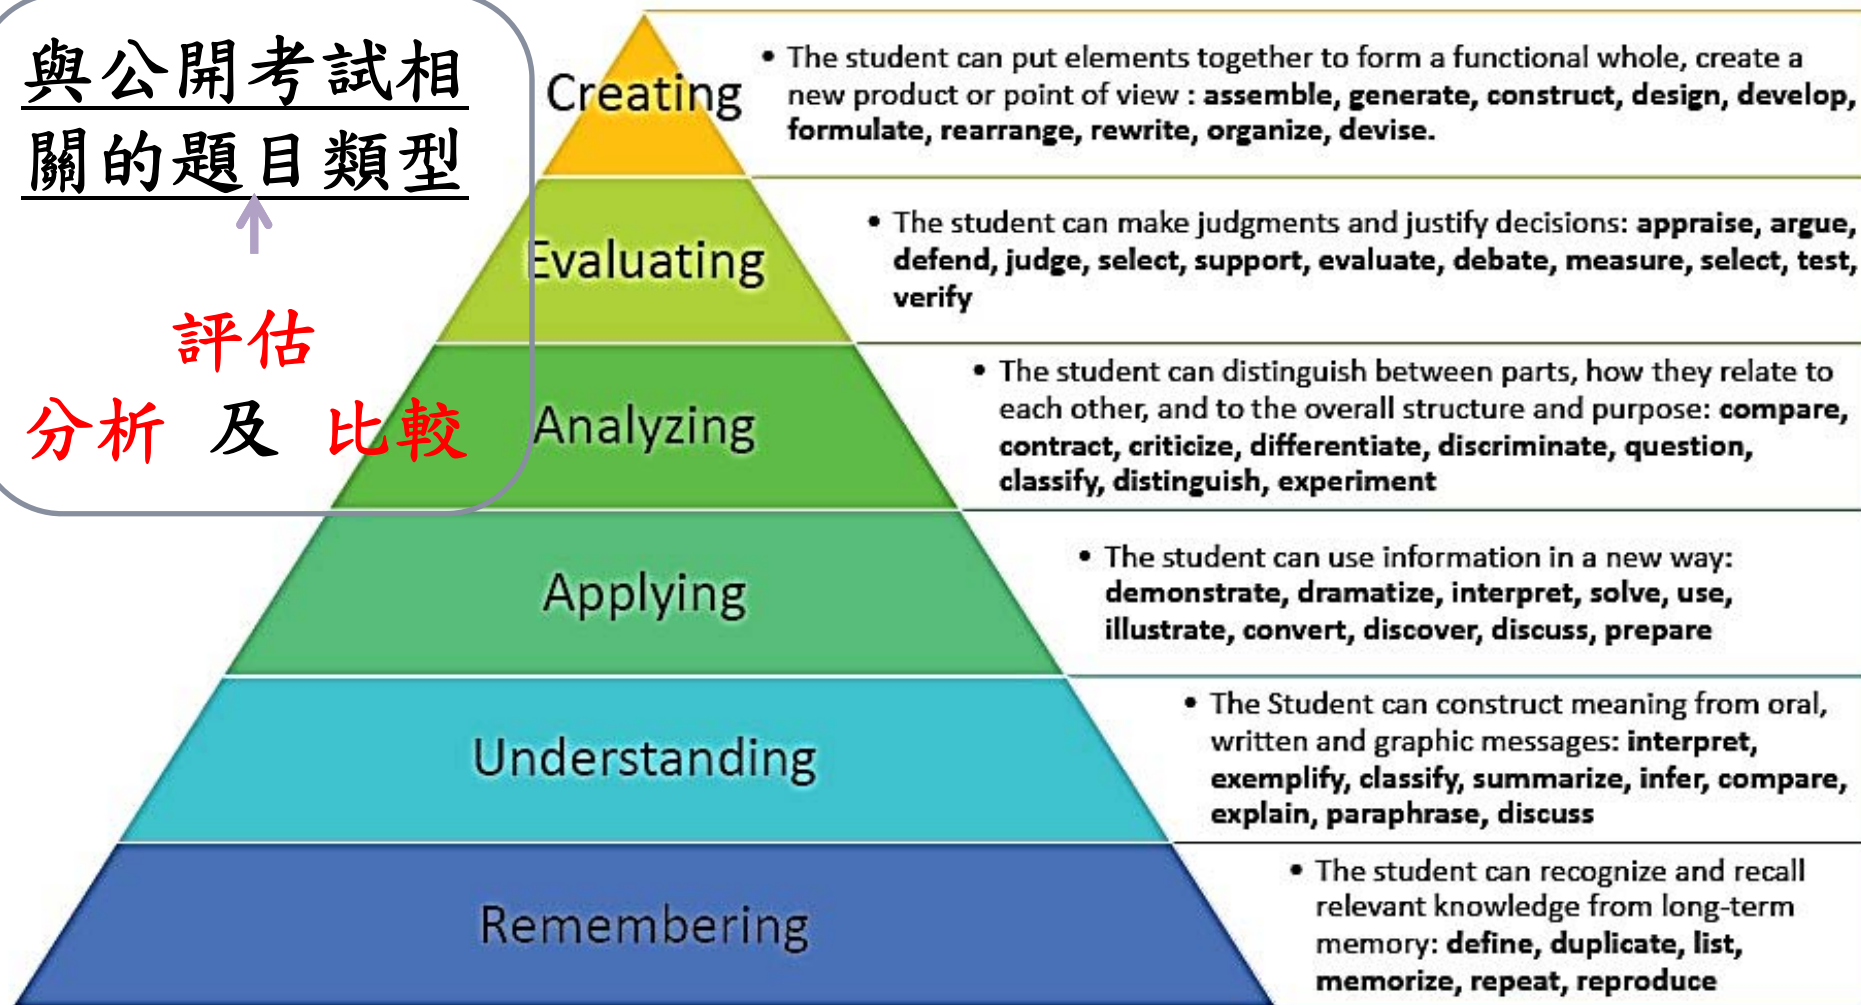 與公開考試相
關的題目類型
評估
分析 及 比較
Creating
• The student can put elements together to form a functional whole, create a
new product or point of view : assemble, generate, construct, design, develop,
formulate, rearrange, rewrite, organize, devise.
Evaluating
• The student can make judgments and justify decisions: appraise, argue,
defend, judge, select, support, evaluate, debate, measure, select, test,
verify
Analyzing
• The student can distinguish between parts, how they relate to
each other, and to the overall structure and purpose: compare,
contract, criticize, differentiate, discriminate, question,
classify, distinguish, experiment
Applying
• The student can use information in a new way:
demonstrate, dramatize, interpret, solve, use,
illustrate, convert, discover, discuss, prepare
Understanding
• The Student can construct meaning from oral,
written and graphic messages: interpret,
exemplify, classify, summarize, infer, compare,
explain, paraphrase, discuss
Remembering
• The student can recognize and recall
relevant knowledge from long-term
memory: define, duplicate, list,
memorize, repeat, reproduce